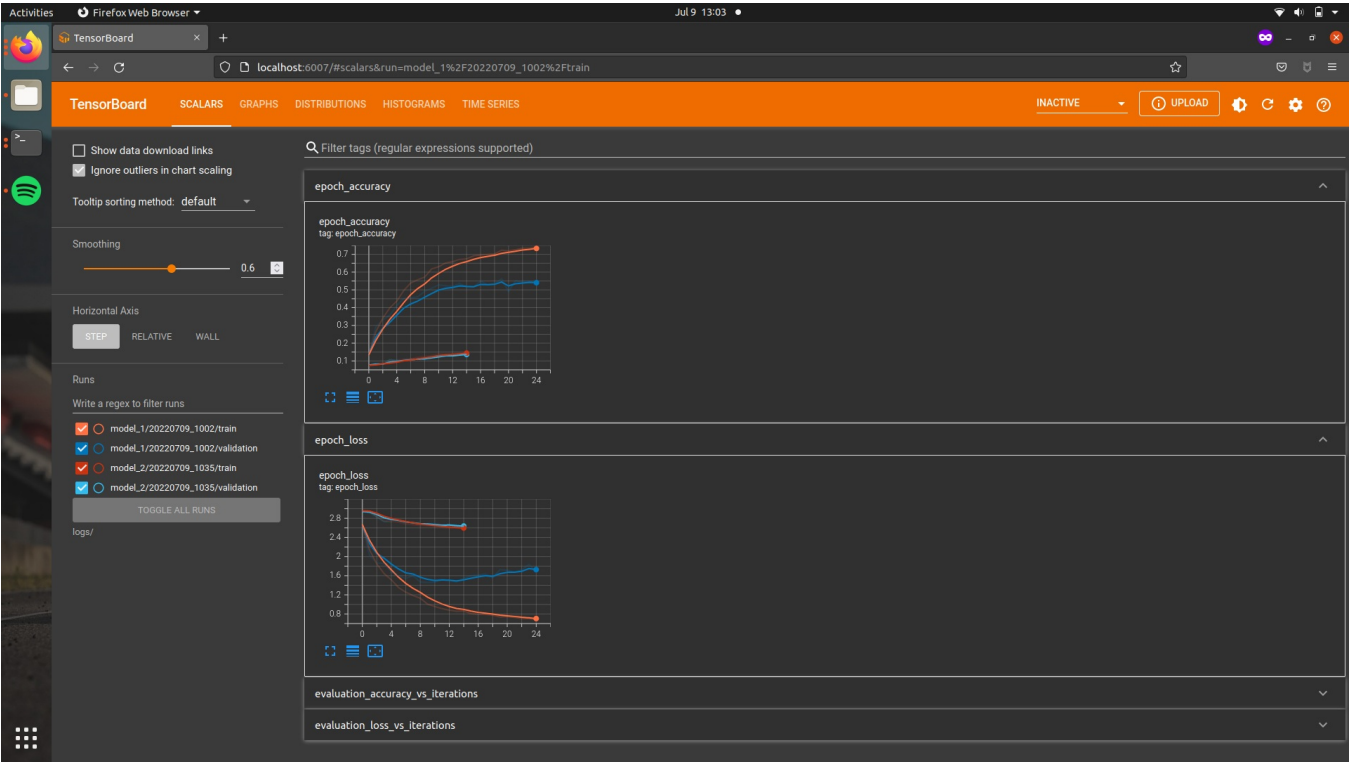 Activities Firefox Web Browser Jul 9 13:03
TensorBoard
localhost:6007/#scalars&run=model_1%2F20220709_1002%2Ftrain
TensorBoard SCALARS GRAPHS DISTRIBUTIONS HISTOGRAMS TIME SERIES INACTIVE UPLOAD
Show data download links
Ignore outliers in chart scaling
Tooltip sorting method: default
Smoothing
0.6
Horizontal Axis
STEP RELATIVE WALL
Runs
Write a regex to filter runs
model_1/20220709_1002/train
model_1/20220709_1002/validation
model_2/20220709_1035/train
model_2/20220709_1035/validation
TOGGLE ALL RUNS
logs/
Filter tags (regular expressions supported)
epoch_accuracy
epoch_accuracy
tag: epoch_accuracy
0.7
0.6
0.5
0.4
0.3
0.2
0.1
0 4 8 12 16 20 24
epoch_loss
epoch_loss
tag: epoch_loss
2.8
2.4
2
1.6
1.2
0.8
0 4 8 12 16 20 24
evaluation_accuracy_vs_iterations
evaluation_loss_vs_iterations